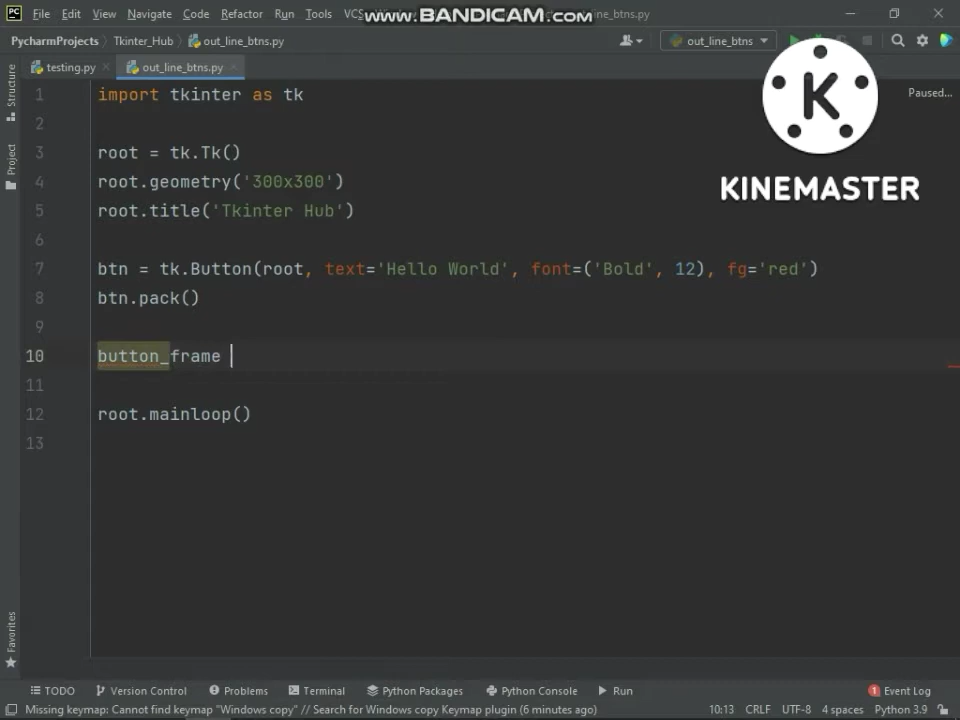 PC File Edit View Navigate Code Refactor Run Tools VCS www.BANDICAM.com ne_btns.py
PycharmProjects Tkinter_Hub out_line_btns.py out_line_btns
testing.py out_line_btns.py
Structure
Project
Favorites
Paused...
K
KINEMASTER
1 import tkinter as tk
2
3 root = tk.Tk()
4 root.geometry('300x300')
5 root.title('Tkinter Hub')
6
7 btn = tk.Button(root, text='Hello World', font=('Bold', 12), fg='red')
8 btn.pack()
9
10 button_frame
11
12 root.mainloop()
13
TODO Version Control Problems Terminal Python Packages Python Console Run 1 Event Log
Missing keymap: Cannot find keymap "Windows copy" // Search for Windows copy Keymap plugin (6 minutes ago) 10:13 CRLF UTF-8 4 spaces Python 3.9